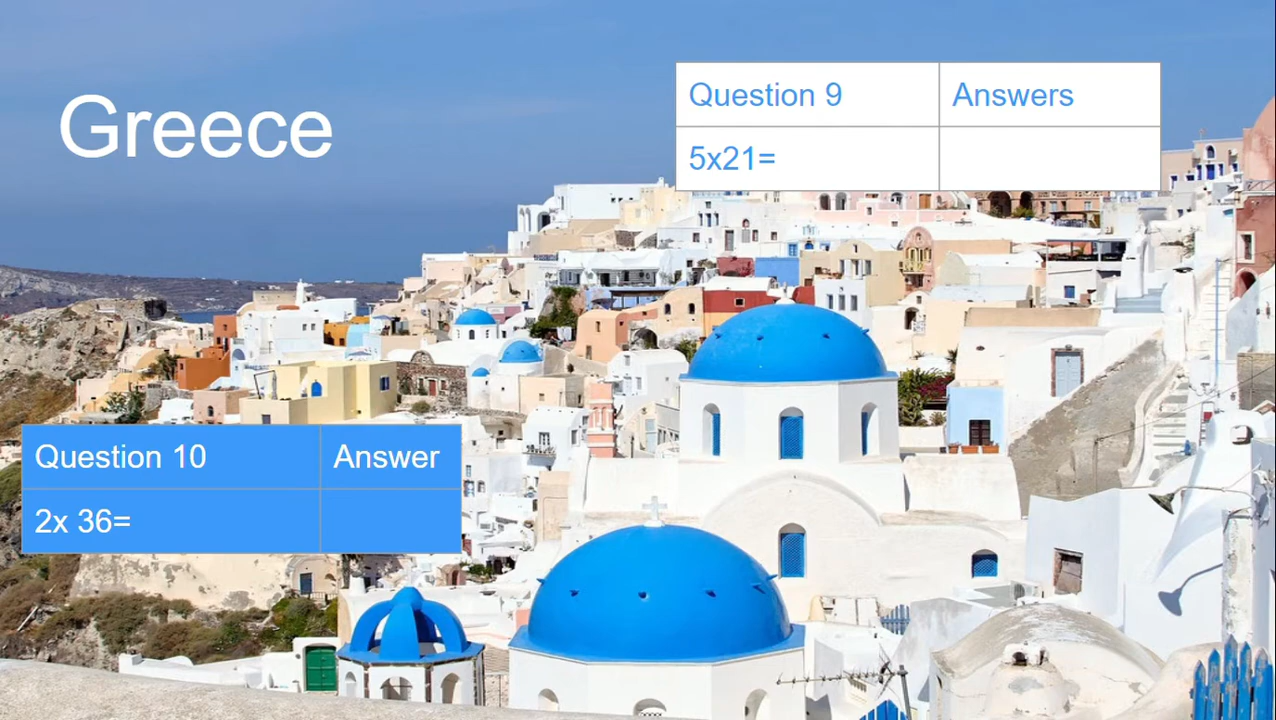 Greece
Question 9 Answers
5x21=
Question 10 Answer
2x 36=